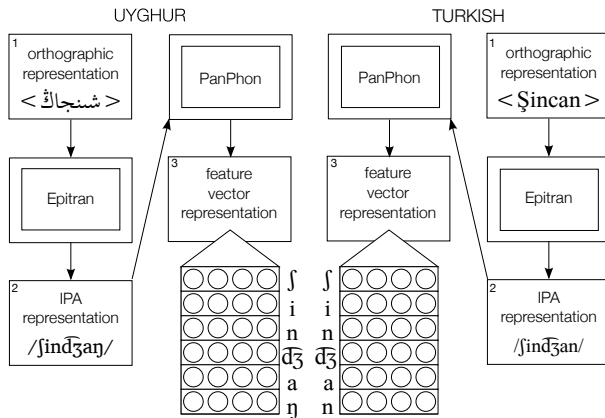 UYGHUR
1
orthographic
representation
< شىنجاڭ >
Epitran
2
IPA
representation
/ʃind͡ʒaŋ/
PanPhon
3
feature
vector
representation
ʃ
i
n
d͡ʒ
a
ŋ
TURKISH
PanPhon
3
feature
vector
representation
ʃ
i
n
d͡ʒ
a
n
1
orthographic
representation
< Şincan >
Epitran
2
IPA
representation
/ʃind͡ʒan/